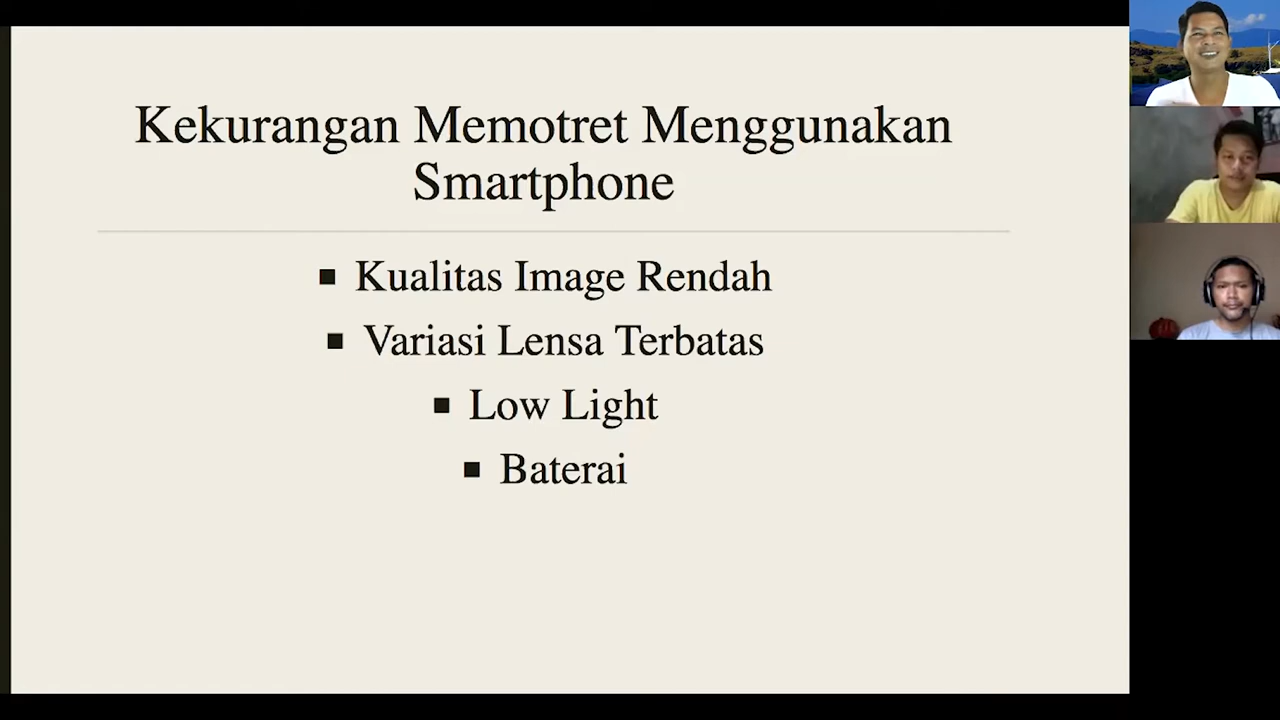 Kekurangan Memotret Menggunakan
Smartphone
▪ Kualitas Image Rendah
▪ Variasi Lensa Terbatas
▪ Low Light
▪ Baterai